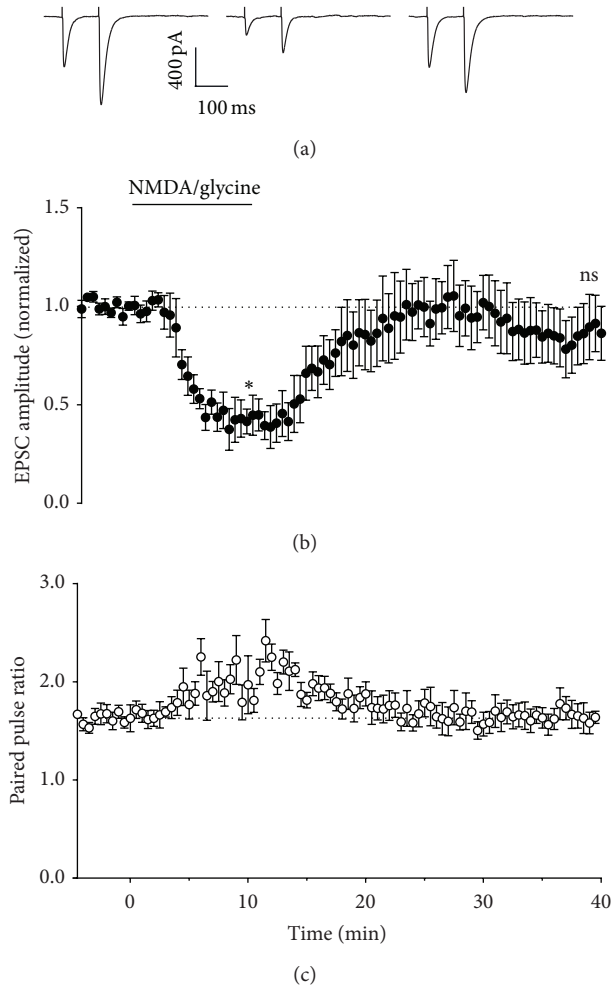 400 pA
100 ms
(a)
NMDA/glycine
1.5
1.0
0.5
0.0
EPSC amplitude (normalized)
*
ns
(b)
3.0
2.0
1.0
0.0
Paired pulse ratio
0
10
20
30
40
Time (min)
(c)